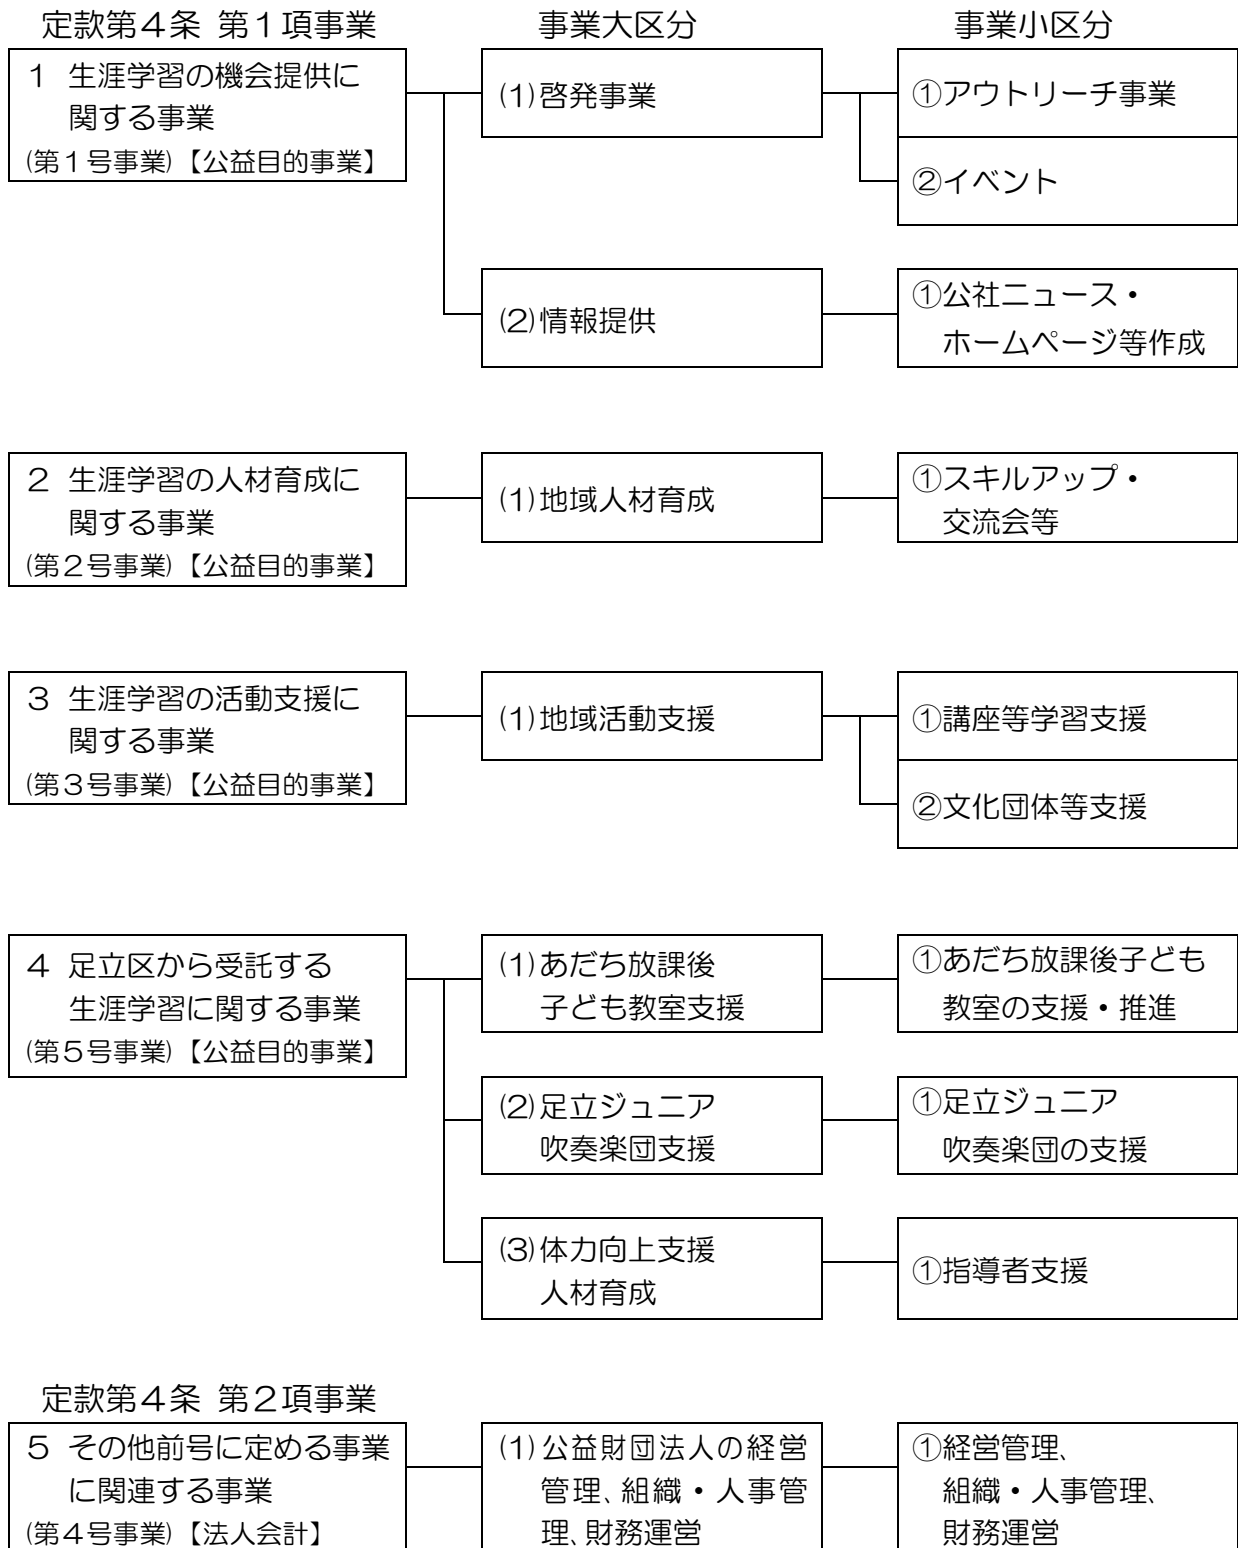 定款第４条 第１項事業
事業大区分
事業小区分
１ 生涯学習の機会提供に
関する事業
(第１号事業)【公益目的事業】
(1)啓発事業
①アウトリーチ事業
②イベント
(2)情報提供
①公社ニュース・
ホームページ等作成
２ 生涯学習の人材育成に
関する事業
(第２号事業)【公益目的事業】
(1)地域人材育成
①スキルアップ・
交流会等
３ 生涯学習の活動支援に
関する事業
(第３号事業)【公益目的事業】
(1)地域活動支援
①講座等学習支援
②文化団体等支援
４ 足立区から受託する
生涯学習に関する事業
(第５号事業)【公益目的事業】
(1)あだち放課後
子ども教室支援
①あだち放課後子ども
教室の支援・推進
(2)足立ジュニア
吹奏楽団支援
①足立ジュニア
吹奏楽団の支援
(3)体力向上支援
人材育成
①指導者支援
定款第４条 第２項事業
５ その他前号に定める事業
に関連する事業
(第４号事業)【法人会計】
(1)公益財団法人の経営
管理、組織・人事管
理、財務運営
①経営管理、
組織・人事管理、
財務運営